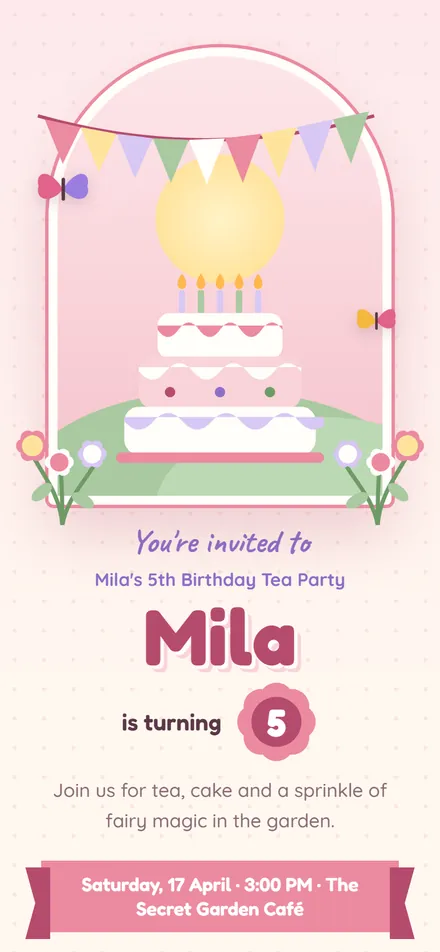 You're invited to
Mila's 5th Birthday Tea Party
Mila
is turning 5
Join us for tea, cake and a sprinkle of
fairy magic in the garden.
Saturday, 17 April · 3:00 PM · The
Secret Garden Café